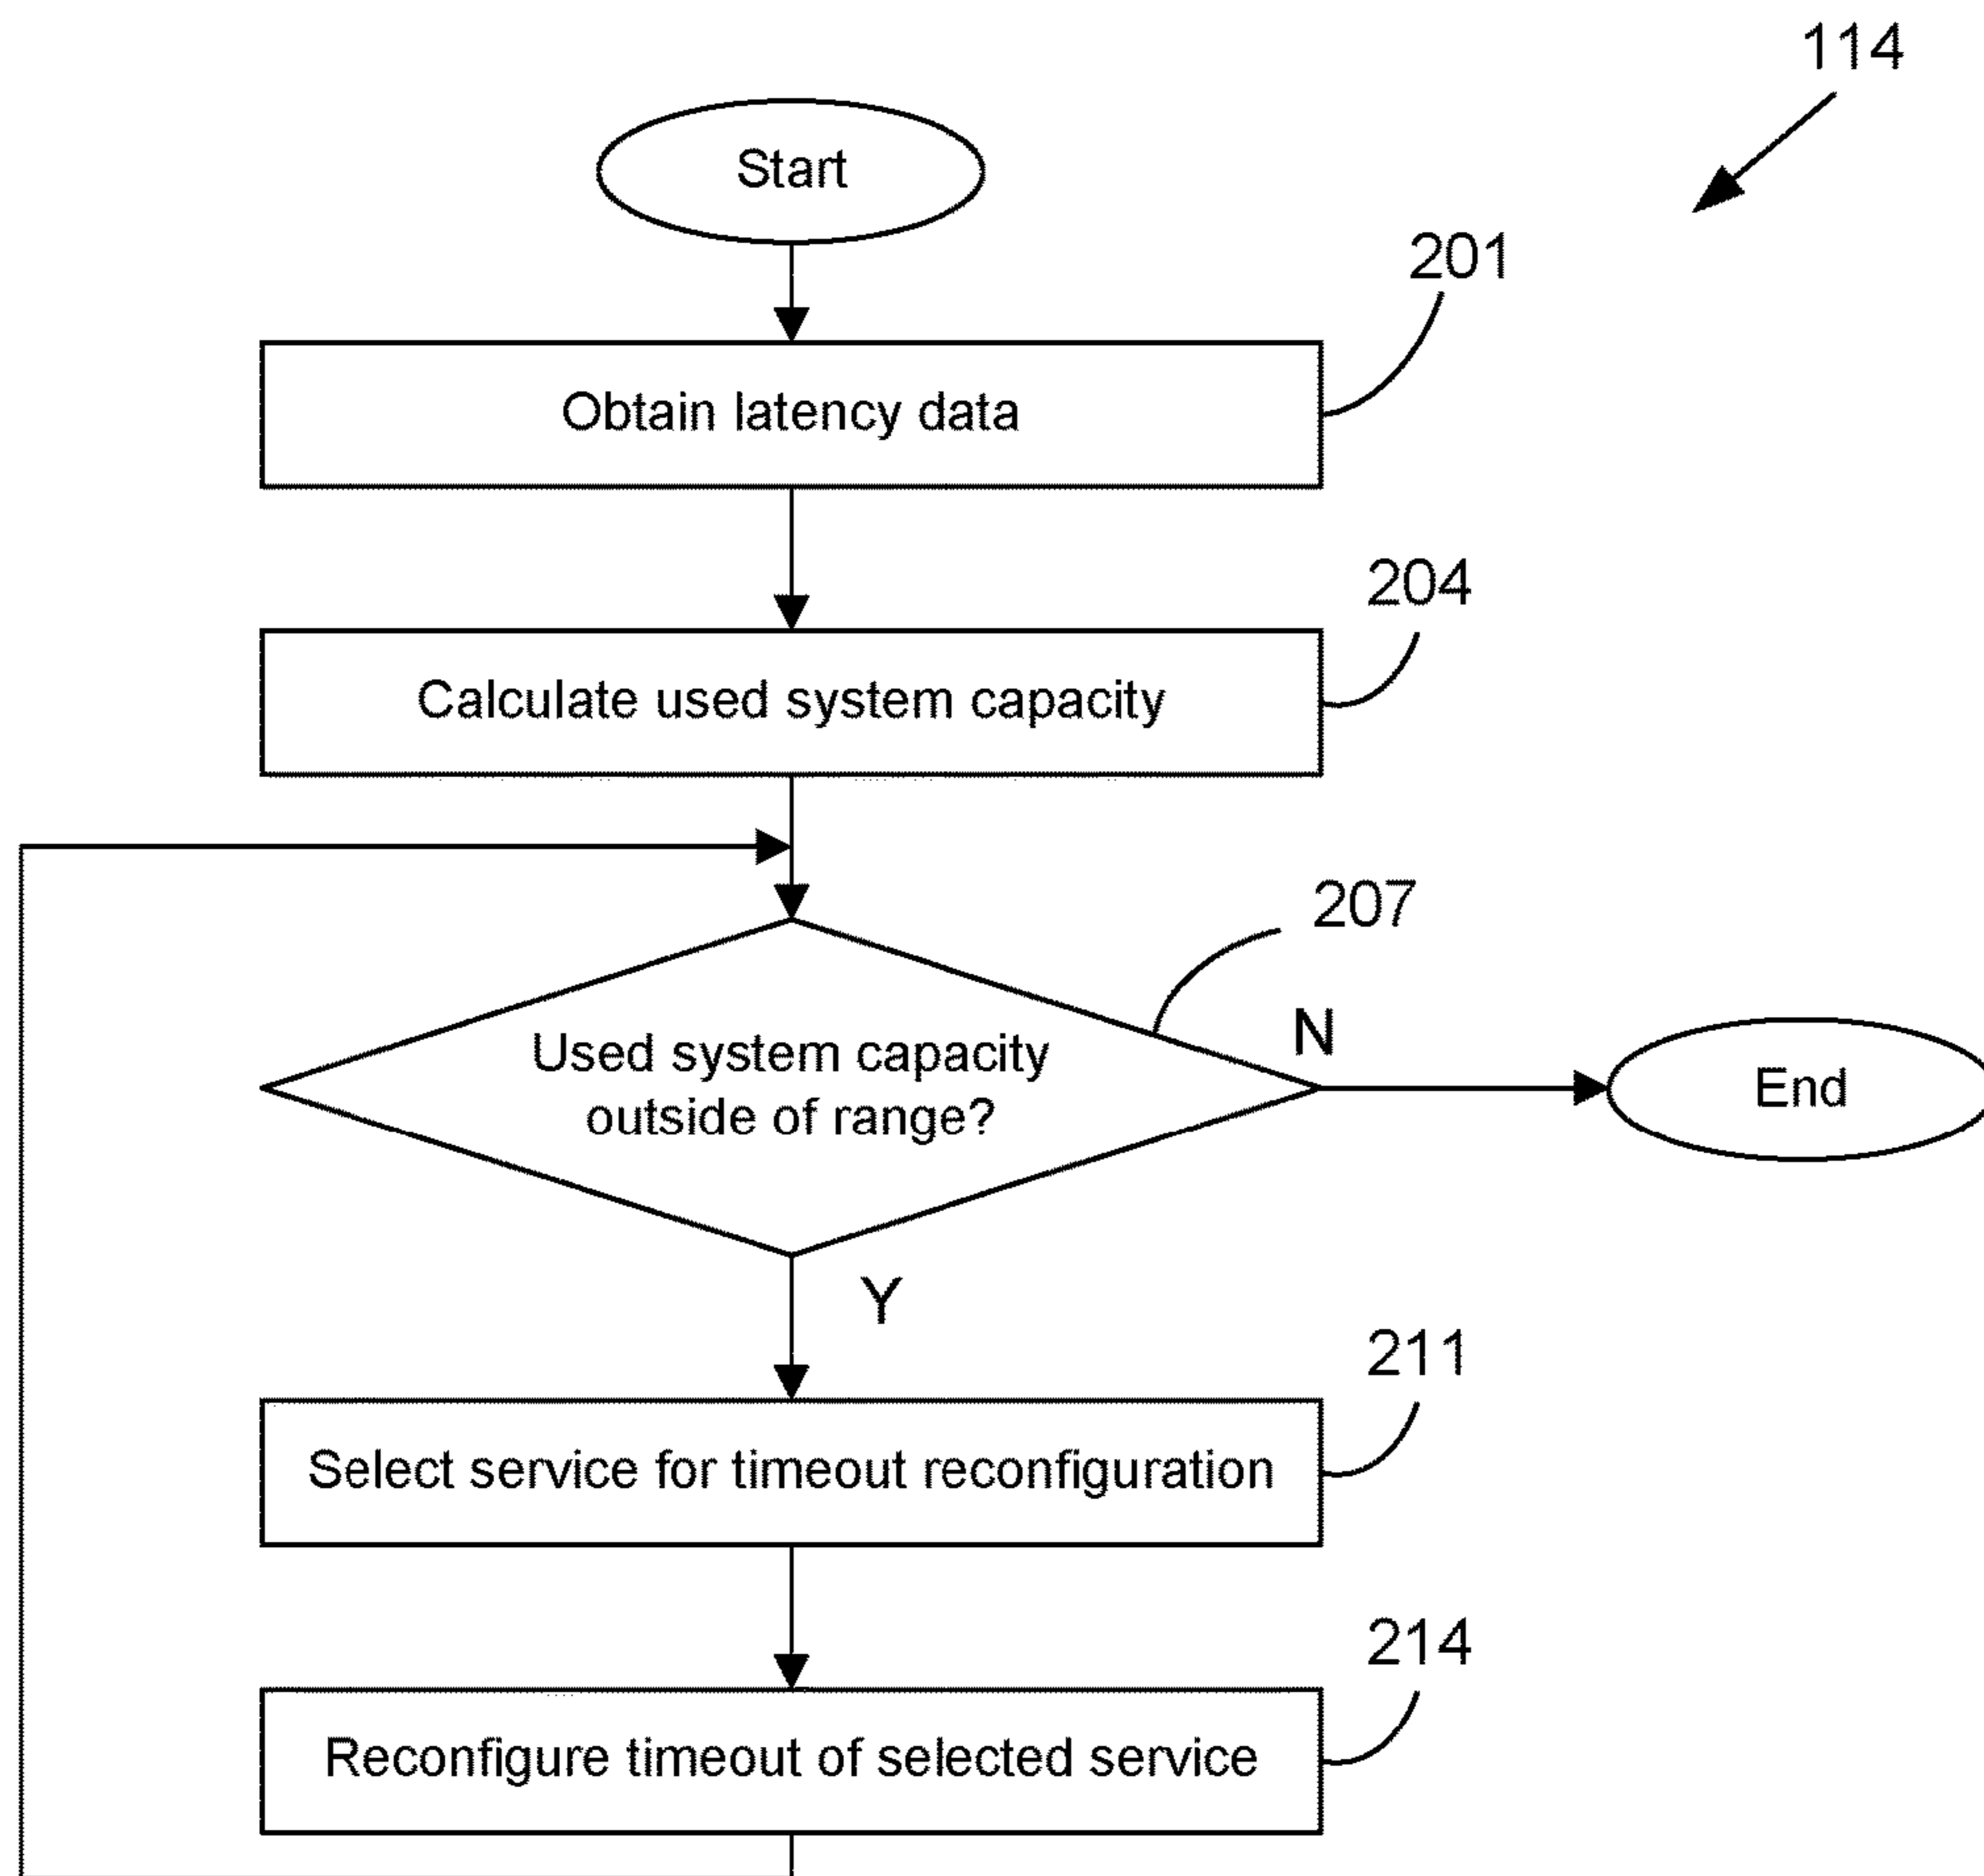 114
Start
201
Obtain latency data
204
Calculate used system capacity
207
Used system capacity
outside of range?
N
End
Y
211
Select service for timeout reconfiguration
214
Reconfigure timeout of selected service